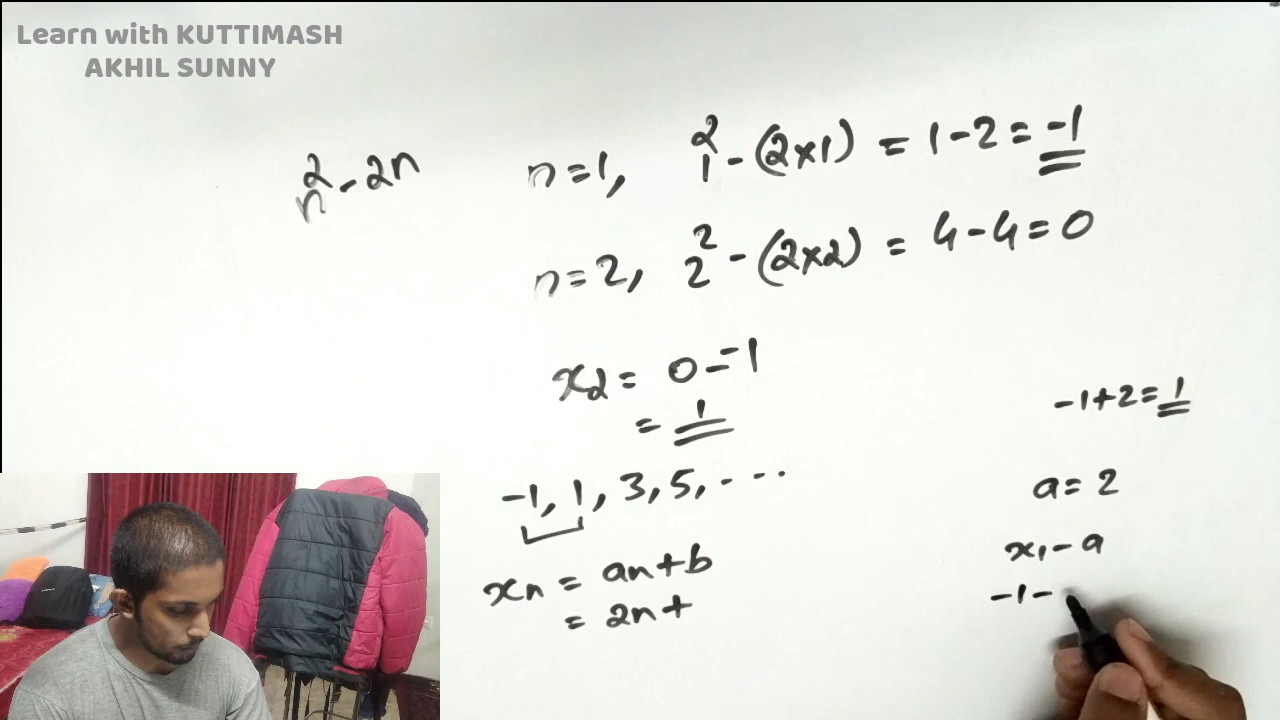 Learn with KUTTIMASH
AKHIL SUNNY
n² - 2n
n = 1, 1² - (2×1) = 1 - 2 = -1
n = 2, 2² - (2×2) = 4 - 4 = 0
x₂ = 0 - -1
= 1
-1 + 2 = 1
-1, 1, 3, 5, . . . .
a = 2
xₙ = an + b
= 2n +
x₁ - a
-1 -